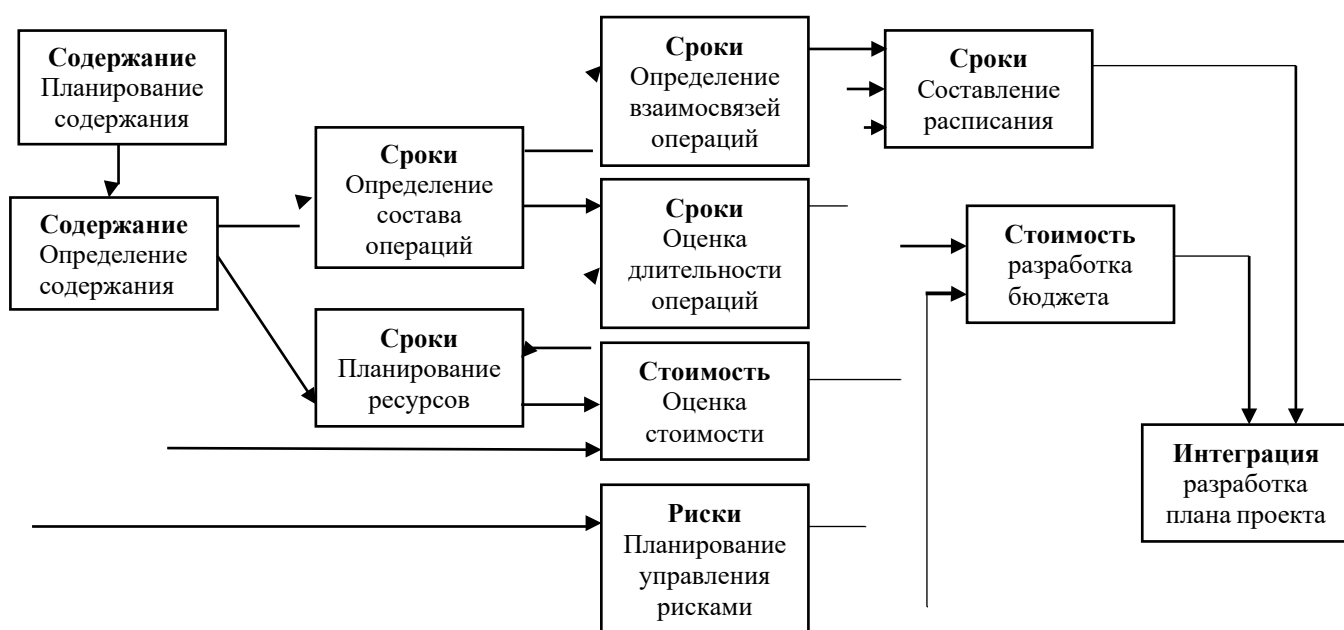 Содержание
Планирование
содержания
Содержание
Определение
содержания
Сроки
Определение
состава
операций
Сроки
Планирование
ресурсов
Сроки
Определение
взаимосвязей
операций
Сроки
Оценка
длительности
операций
Стоимость
Оценка
стоимости
Риски
Планирование
управления
рисками
Сроки
Составление
расписания
Стоимость
разработка
бюджета
Интеграция
разработка
плана проекта